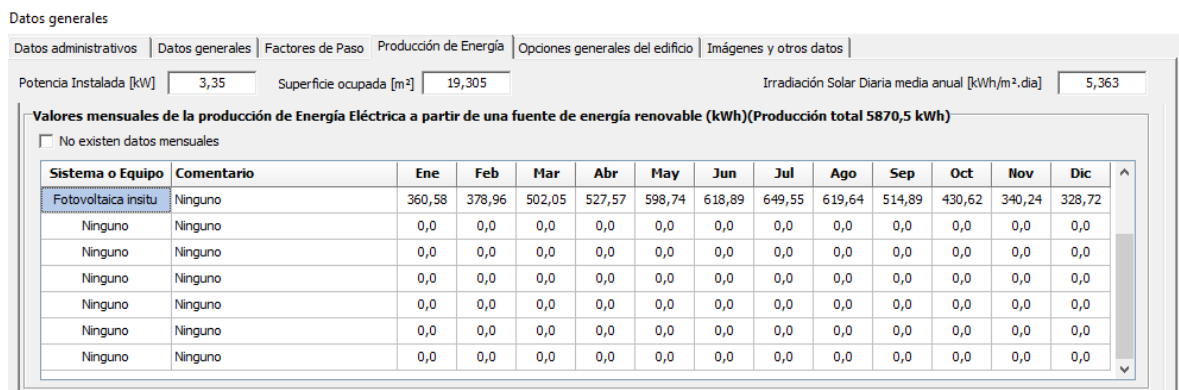 Datos generales
Datos administrativos Datos generales Factores de Paso Producción de Energía Opciones generales del edificio Imágenes y otros datos
Potencia Instalada [kW] 3,35 Superficie ocupada [m²] 19,305 Irradiación Solar Diaria media anual [kWh/m².dia] 5,363
Valores mensuales de la producción de Energía Eléctrica a partir de una fuente de energía renovable (kWh)(Producción total 5870,5 kWh)
No existen datos mensuales
Sistema o Equipo Comentario Ene Feb Mar Abr May Jun Jul Ago Sep Oct Nov Dic
Fotovoltaica insitu Ninguno 360,58 378,96 502,05 527,57 598,74 618,89 649,55 619,64 514,89 430,62 340,24 328,72
Ninguno Ninguno 0,0 0,0 0,0 0,0 0,0 0,0 0,0 0,0 0,0 0,0 0,0 0,0
Ninguno Ninguno 0,0 0,0 0,0 0,0 0,0 0,0 0,0 0,0 0,0 0,0 0,0 0,0
Ninguno Ninguno 0,0 0,0 0,0 0,0 0,0 0,0 0,0 0,0 0,0 0,0 0,0 0,0
Ninguno Ninguno 0,0 0,0 0,0 0,0 0,0 0,0 0,0 0,0 0,0 0,0 0,0 0,0
Ninguno Ninguno 0,0 0,0 0,0 0,0 0,0 0,0 0,0 0,0 0,0 0,0 0,0 0,0
Ninguno Ninguno 0,0 0,0 0,0 0,0 0,0 0,0 0,0 0,0 0,0 0,0 0,0 0,0